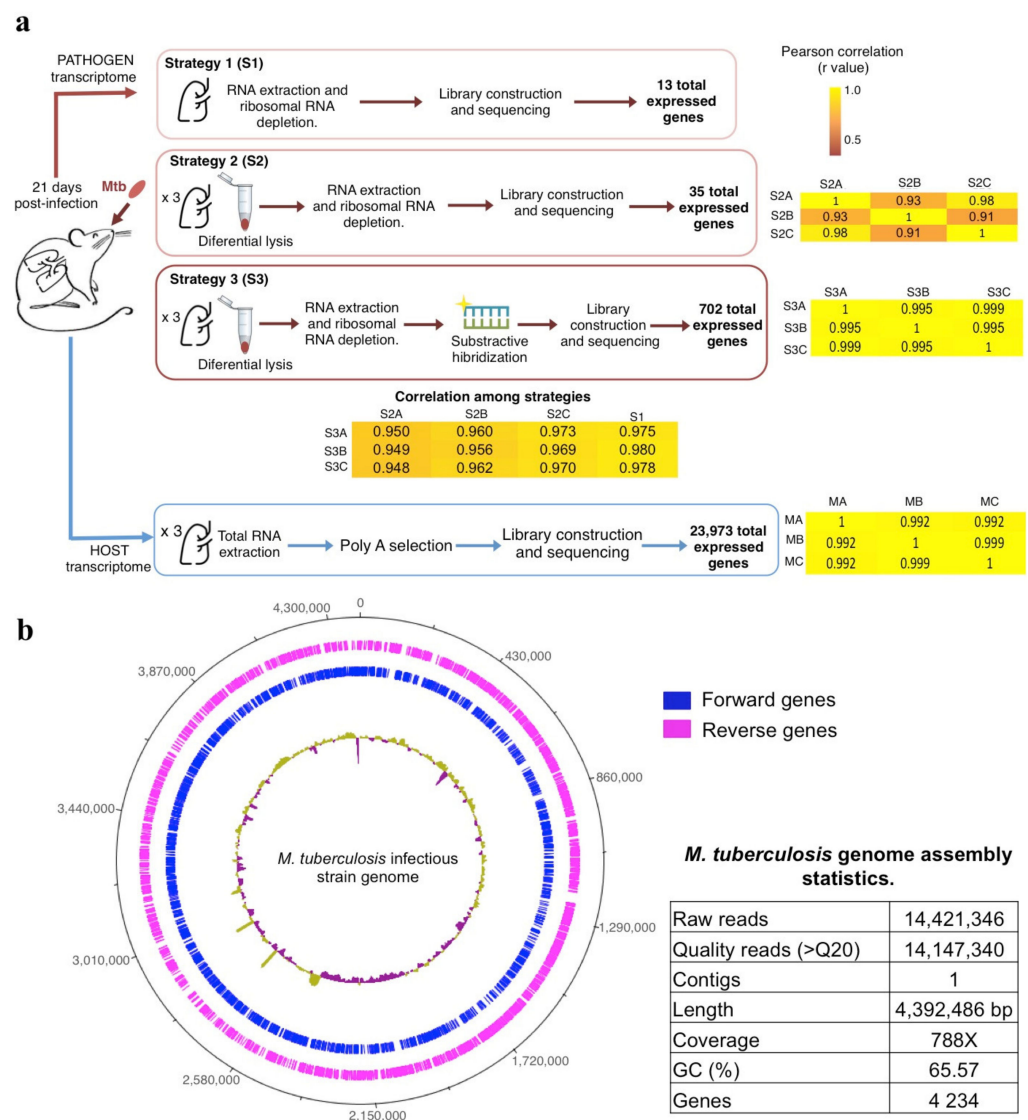 a
PATHOGEN
transcriptome
21 days
post-infection
Mtb
Strategy 1 (S1)
RNA extraction and
ribosomal RNA
depletion.
Library construction
and sequencing
13 total
expressed
genes
Pearson correlation
(r value)
1.0
0.5
Strategy 2 (S2)
x 3
Diferential lysis
RNA extraction
and ribosomal RNA
depletion.
Library construction
and sequencing
35 total
expressed
genes
S2A S2B S2C
S2A 1 0.93 0.98
S2B 0.93 1 0.91
S2C 0.98 0.91 1
Strategy 3 (S3)
x 3
Diferential lysis
RNA extraction
and ribosomal
RNA depletion.
Substractive
hibridization
Library
construction
and sequencing
702 total
expressed
genes
S3A S3B S3C
S3A 1 0.995 0.999
S3B 0.995 1 0.995
S3C 0.999 0.995 1
Correlation among strategies
S2A S2B S2C S1
S3A 0.950 0.960 0.973 0.975
S3B 0.949 0.956 0.969 0.980
S3C 0.948 0.962 0.970 0.978
HOST
transcriptome
x 3
Total RNA
extraction
Poly A selection
Library construction
and sequencing
23,973 total
expressed
genes
MA MB MC
MA 1 0.992 0.992
MB 0.992 1 0.999
MC 0.992 0.999 1
b
0
430,000
860,000
1,290,000
1,720,000
2,150,000
2,580,000
3,010,000
3,440,000
3,870,000
4,300,000
M. tuberculosis infectious
strain genome
Forward genes
Reverse genes
M. tuberculosis genome assembly
statistics.
Raw reads 14,421,346
Quality reads (>Q20) 14,147,340
Contigs 1
Length 4,392,486 bp
Coverage 788X
GC (%) 65.57
Genes 4 234